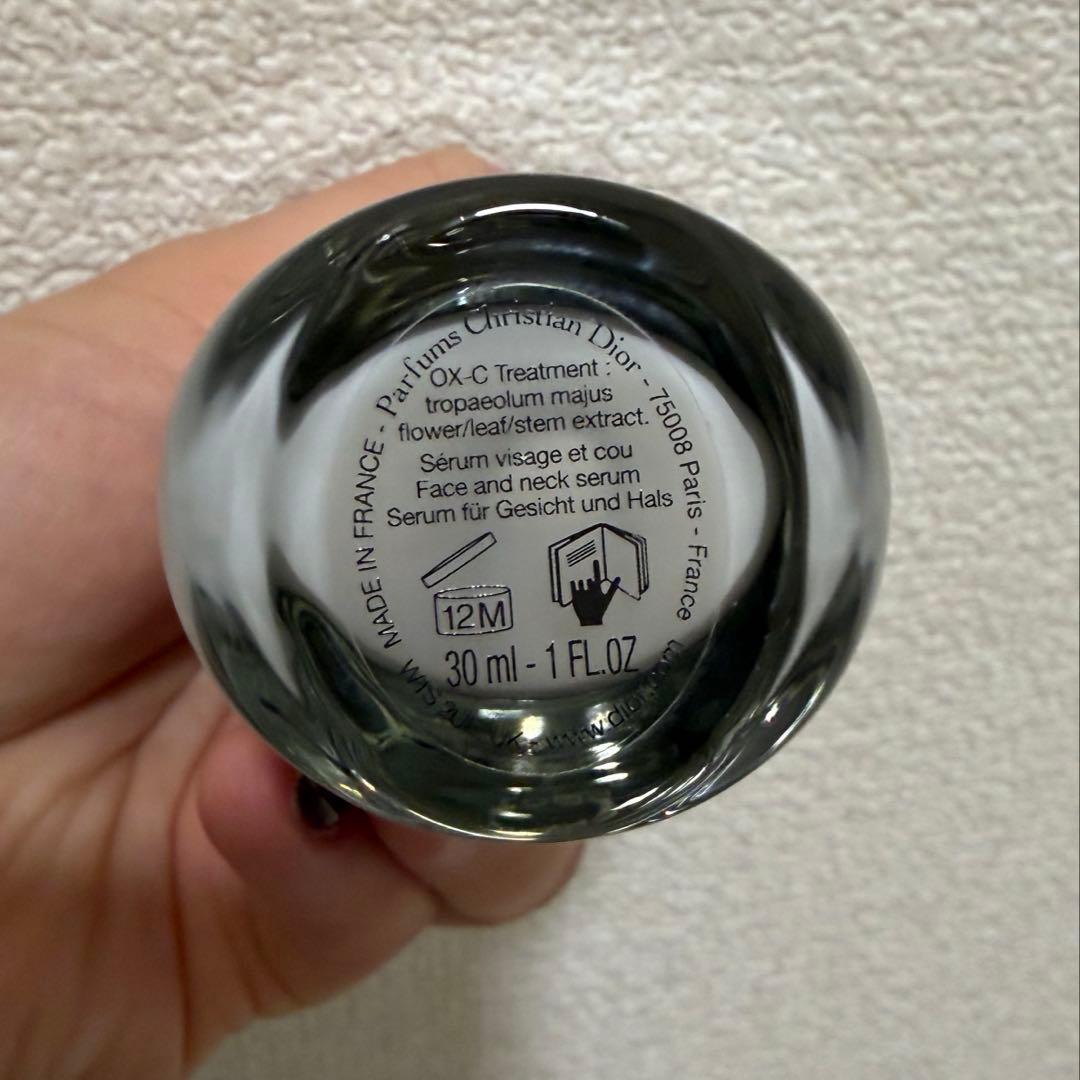 Parfums Christian Dior - 75008 Paris - France
OX-C Treatment :
tropaeolum majus
flower/leaf/stem extract.
Sérum visage et cou
Face and neck serum
Serum für Gesicht und Hals
12M
30 ml - 1 FL.OZ
www.dior.com
MADE IN FRANCE -